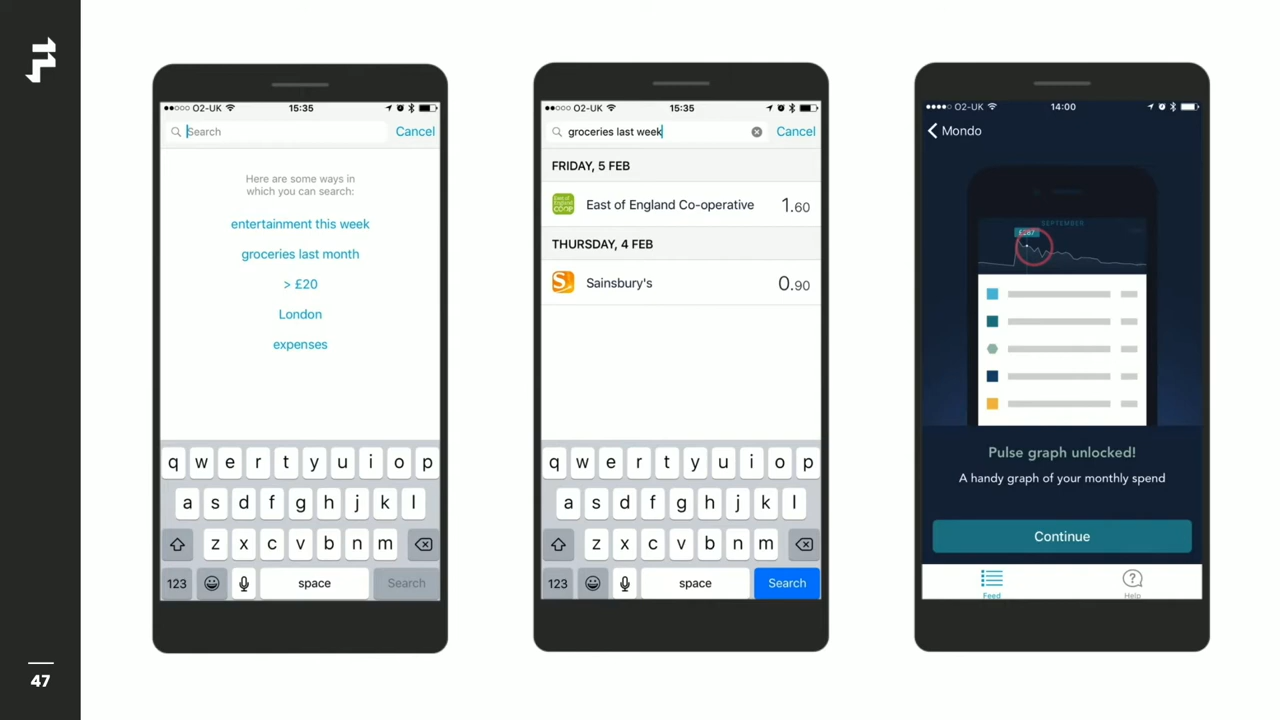 O2-UK
15:35
Search
Cancel
Here are some ways in
which you can search:
entertainment this week
groceries last month
> £20
London
expenses
q w e r t y u i o p
a s d f g h j k l
z x c v b n m
123
space
Search
O2-UK
15:35
groceries last week
Cancel
FRIDAY, 5 FEB
East of England Co-operative
1.60
THURSDAY, 4 FEB
Sainsbury's
0.90
q w e r t y u i o p
a s d f g h j k l
z x c v b n m
123
space
Search
O2-UK
14:00
Mondo
SEPTEMBER
£287
Pulse graph unlocked!
A handy graph of your monthly spend
Continue
Feed
Help
47